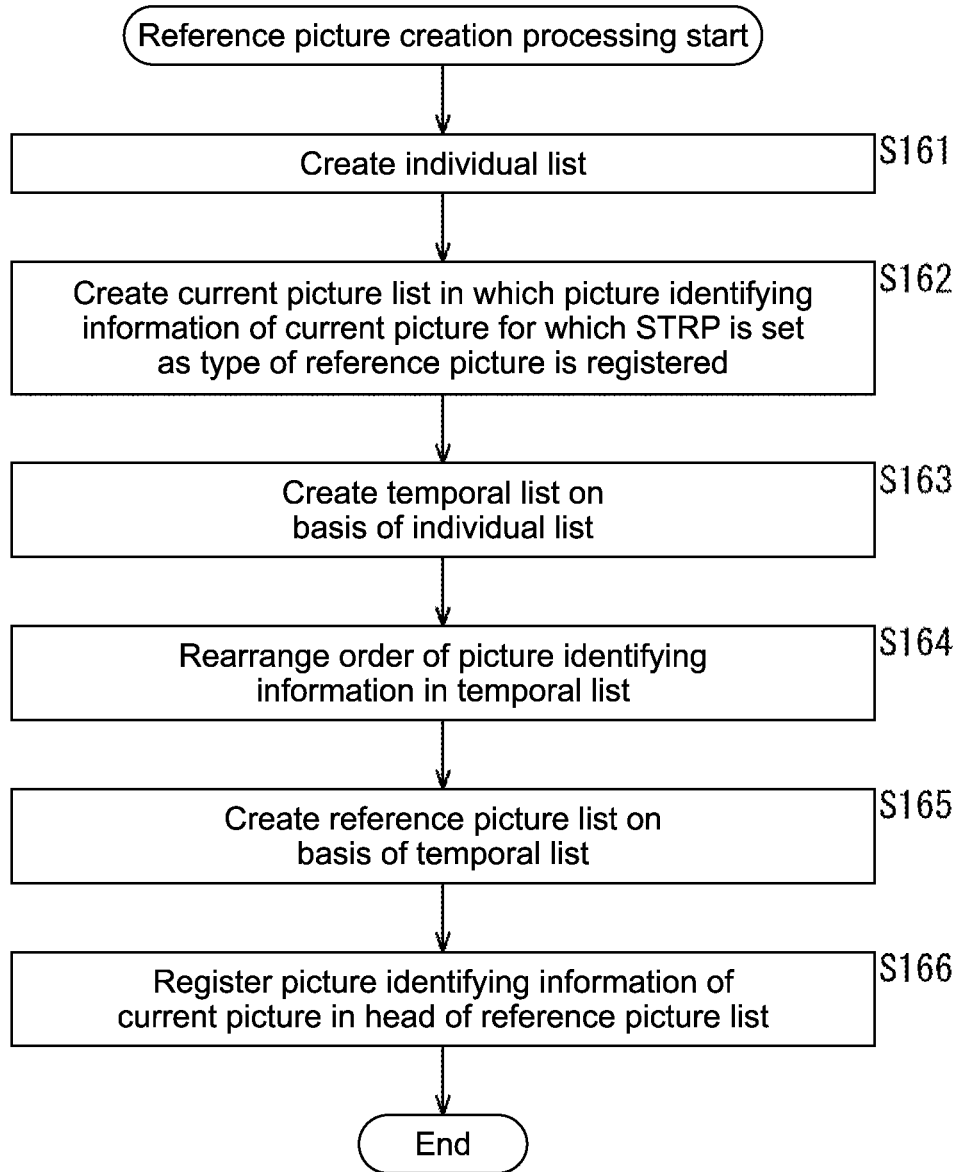 Reference picture creation processing start
S161
Create individual list
S162
Create current picture list in which picture identifying
information of current picture for which STRP is set
as type of reference picture is registered
S163
Create temporal list on
basis of individual list
S164
Rearrange order of picture identifying
information in temporal list
S165
Create reference picture list on
basis of temporal list
S166
Register picture identifying information of
current picture in head of reference picture list
End